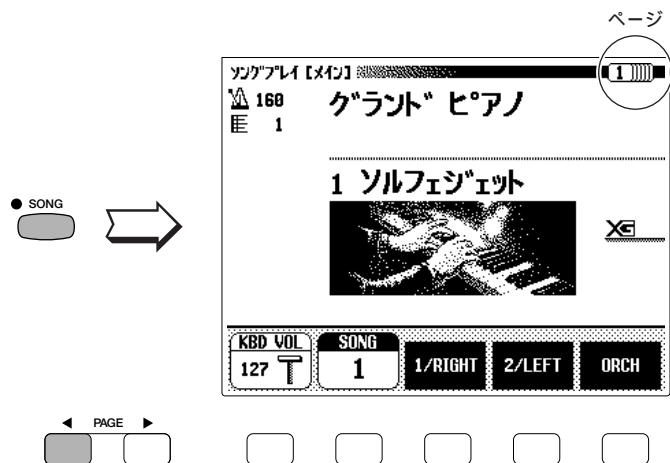 ページ
ソングプレイ [メイン]
1
160
グランド ピアノ
1
1 ソルフェジェット
SONG
XG
KBD VOL
127
SONG
1
1/RIGHT
2/LEFT
ORCH
PAGE